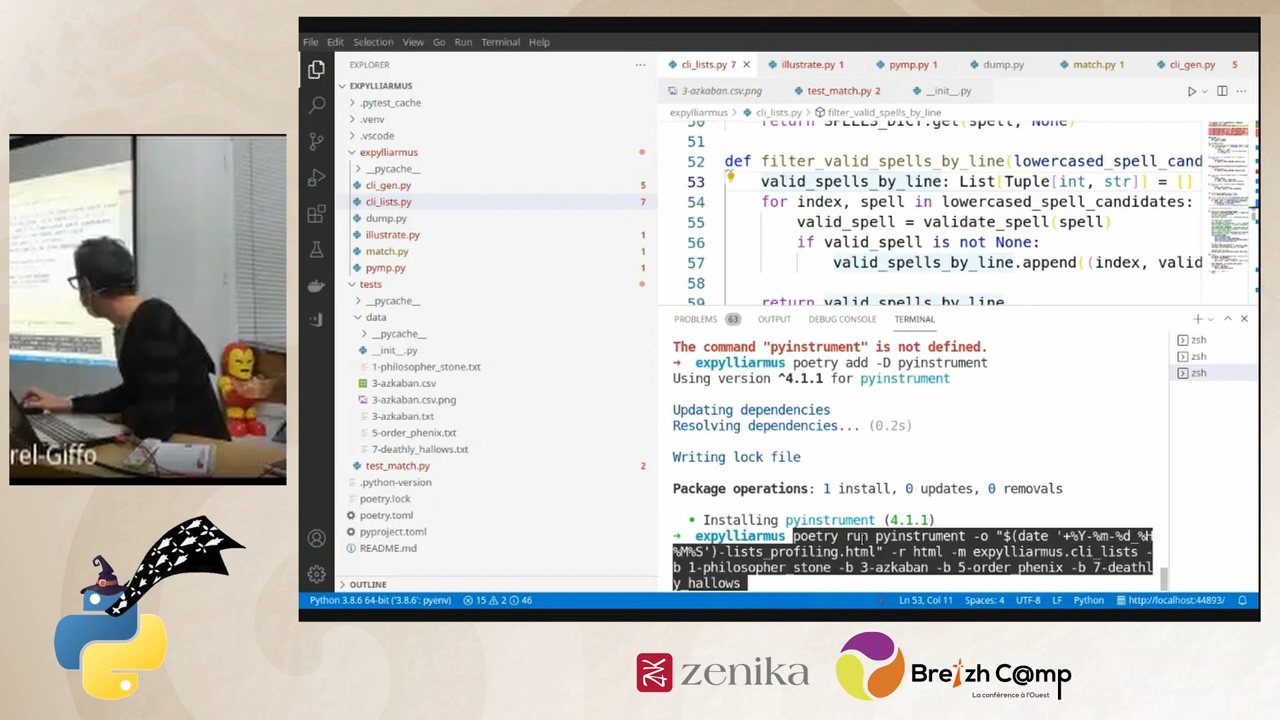 File Edit Selection View Go Run Terminal Help
EXPLORER
EXPYLLIARMUS
.pytest_cache
.venv
.vscode
expylliarmus
__pycache__
cli_gen.py 5
cli_lists.py 7
dump.py
illustrate.py 1
match.py 1
pymp.py 1
tests
__pycache__
data
__pycache__
__init__.py
1-philosopher_stone.txt
3-azkaban.csv
3-azkaban.csv.png
3-azkaban.txt
5-order_phenix.txt
7-deathly_hallows.txt
test_match.py 2
.python-version
poetry.lock
poetry.toml
pyproject.toml
README.md
OUTLINE
cli_lists.py 7 illustrate.py 1 pymp.py 1 dump.py match.py 1 cli_gen.py 5
3-azkaban.csv.png test_match.py 2 __init__.py
expylliarmus > cli_lists.py > filter_valid_spells_by_line
50 return SPELLS_DICT.get(spell, None)
51
52 def filter_valid_spells_by_line(lowercased_spell_cand
53 valid_spells_by_line: List[Tuple[int, str]] = []
54 for index, spell in lowercased_spell_candidates:
55 valid_spell = validate_spell(spell)
56 if valid_spell is not None:
57 valid_spells_by_line.append((index, valid
58
59 return valid_spells_by_line
PROBLEMS 63 OUTPUT DEBUG CONSOLE TERMINAL
The command "pyinstrument" is not defined.
➜ expylliarmus poetry add -D pyinstrument
Using version ^4.1.1 for pyinstrument
Updating dependencies
Resolving dependencies... (0.2s)
Writing lock file
Package operations: 1 install, 0 updates, 0 removals
• Installing pyinstrument (4.1.1)
➜ expylliarmus poetry run pyinstrument -o "$(date '+%Y-%m-%d_%H
%M%S')-lists_profiling.html" -r html -m expylliarmus.cli_lists -
b 1-philosopher_stone -b 3-azkaban -b 5-order_phenix -b 7-deathl
y_hallows
zsh
zsh
zsh
Python 3.8.6 64-bit ('3.8.6': pyenv) 15 2 46 Ln 53, Col 11 Spaces: 4 UTF-8 LF Python http://localhost:44893/
rel-Giffo
zenika
Breizh C@mp
La conférence à l'Ouest